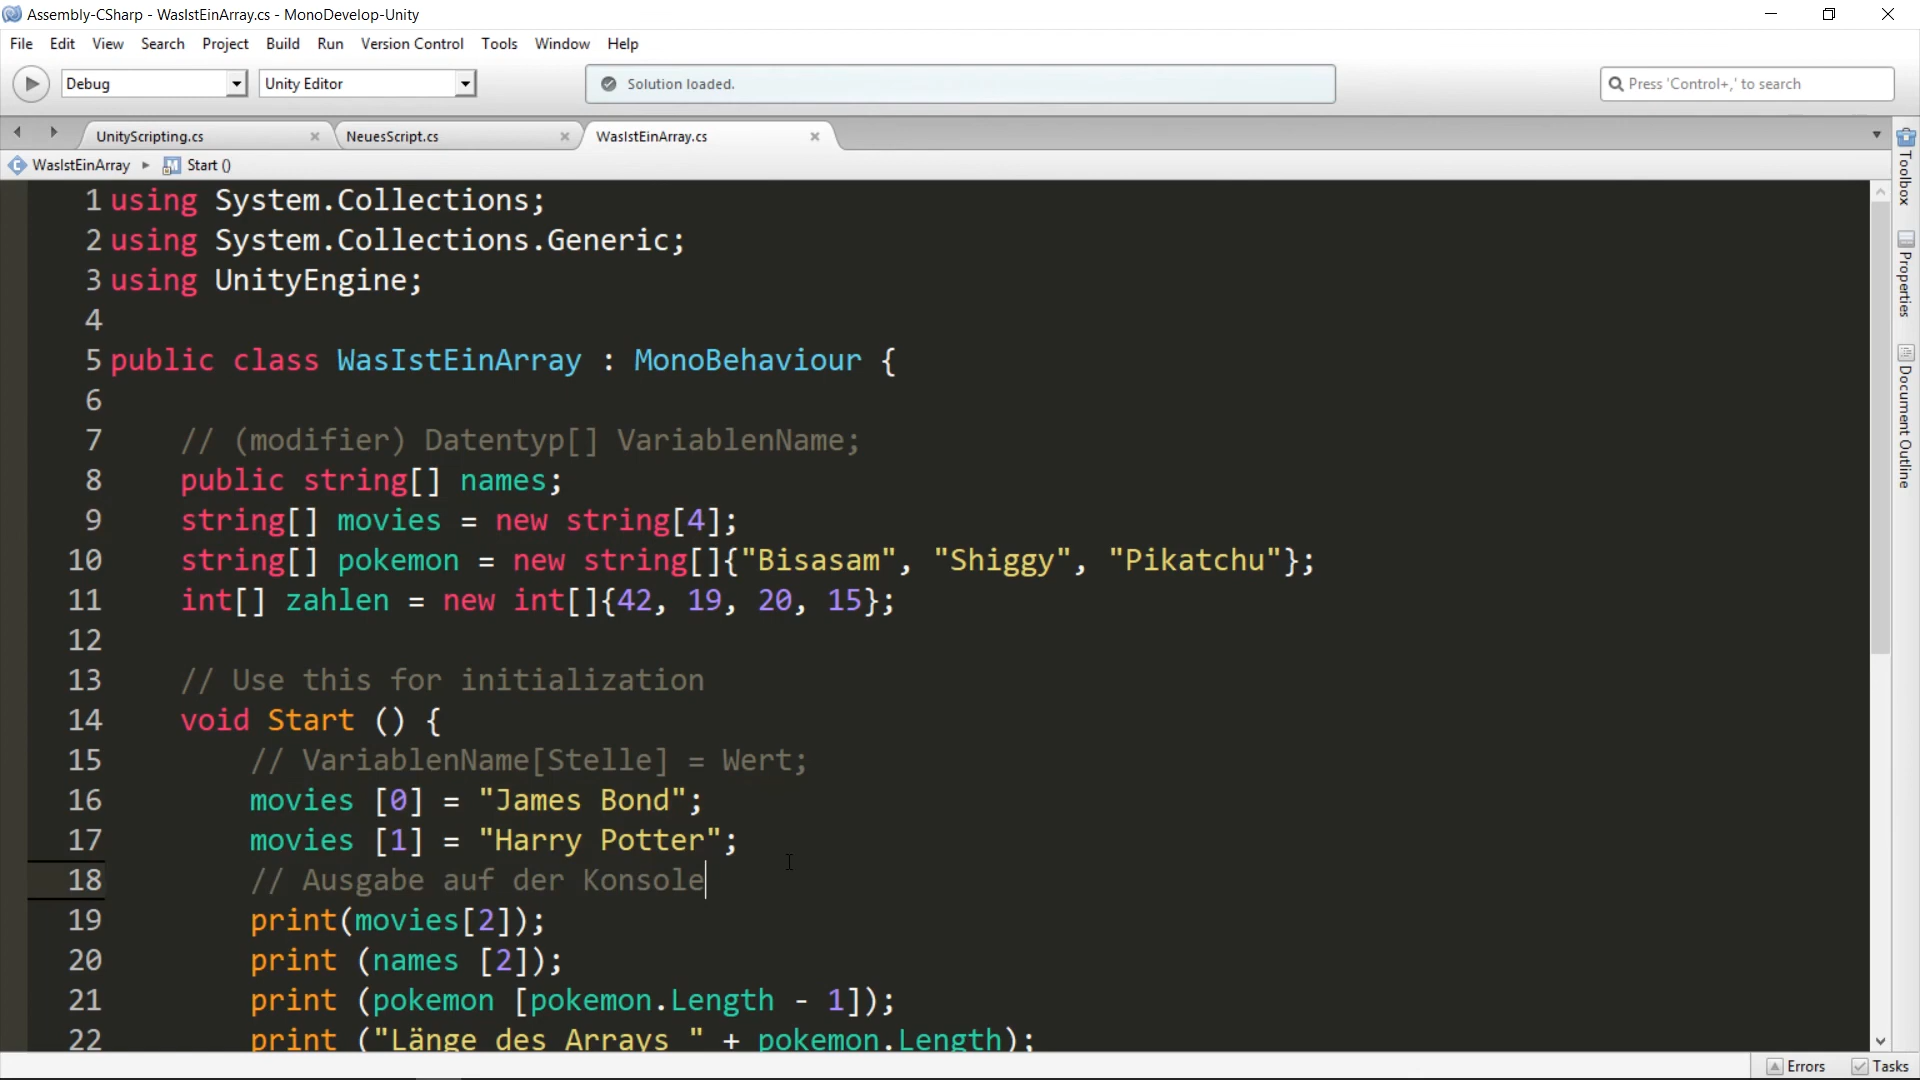 Assembly-CSharp - WasIstEinArray.cs - MonoDevelop-Unity
File Edit View Search Project Build Run Version Control Tools Window Help
Debug Unity Editor Solution loaded. Press 'Control+,' to search
UnityScripting.cs NeuesScript.cs WasIstEinArray.cs
WasIstEinArray Start ()
1 using System.Collections;
2 using System.Collections.Generic;
3 using UnityEngine;
4
5 public class WasIstEinArray : MonoBehaviour {
6
7 // (modifier) Datentyp[] VariablenName;
8 public string[] names;
9 string[] movies = new string[4];
10 string[] pokemon = new string[]{"Bisasam", "Shiggy", "Pikatchu"};
11 int[] zahlen = new int[]{42, 19, 20, 15};
12
13 // Use this for initialization
14 void Start () {
15 // VariablenName[Stelle] = Wert;
16 movies [0] = "James Bond";
17 movies [1] = "Harry Potter";
18 // Ausgabe auf der Konsole
19 print(movies[2]);
20 print (names [2]);
21 print (pokemon [pokemon.Length - 1]);
22 print ("Länge des Arrays " + pokemon.Length);
Toolbox
Properties
Document Outline
Errors Tasks